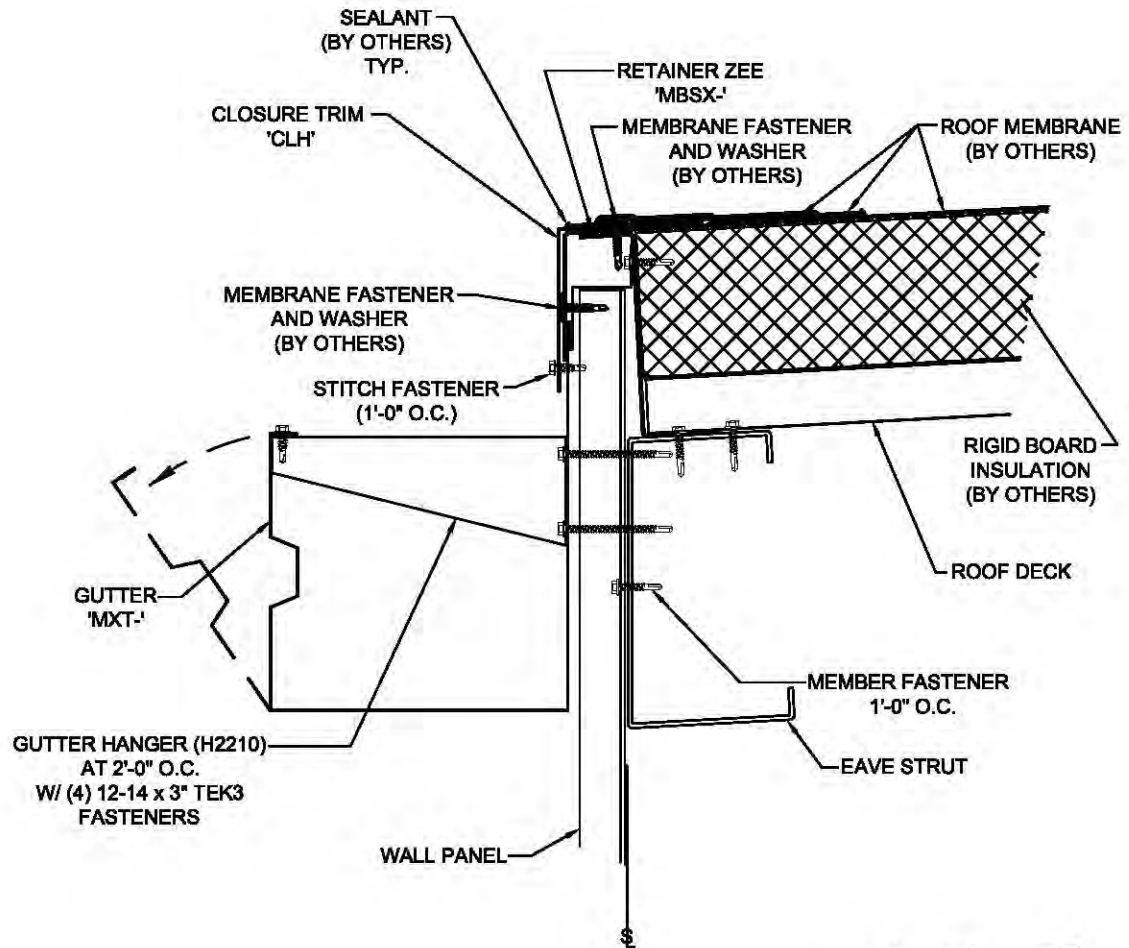 SEALANT
(BY OTHERS)
TYP.
RETAINER ZEE
'MBSX-'
CLOSURE TRIM
'CLH'
MEMBRANE FASTENER
AND WASHER
(BY OTHERS)
ROOF MEMBRANE
(BY OTHERS)
MEMBRANE FASTENER
AND WASHER
(BY OTHERS)
STITCH FASTENER
(1'-0" O.C.)
RIGID BOARD
INSULATION
(BY OTHERS)
ROOF DECK
GUTTER
'MXT-'
MEMBER FASTENER
1'-0" O.C.
GUTTER HANGER (H2210)
AT 2'-0" O.C.
W/ (4) 12-14 x 3" TEK3
FASTENERS
EAVE STRUT
WALL PANEL